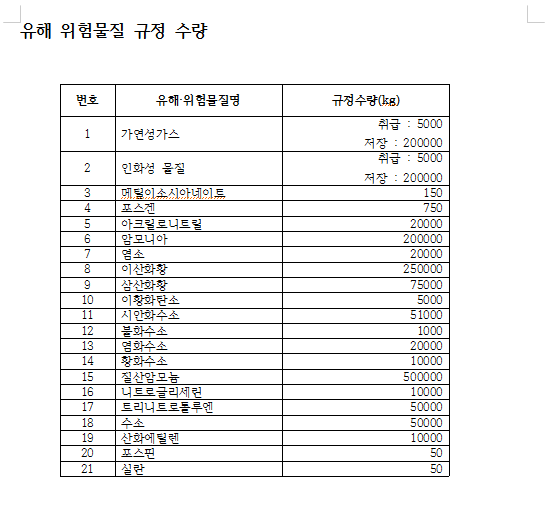 유해 위험물질 규정 수량
번호 유해·위험물질명 규정수량(kg)
1 가연성가스 취급 : 5000
저장 : 200000
2 인화성 물질 취급 : 5000
저장 : 200000
3 메틸이소시아네이트 150
4 포스겐 750
5 아크릴로니트릴 20000
6 암모니아 200000
7 염소 20000
8 이산화황 250000
9 삼산화황 75000
10 이황화탄소 5000
11 시안화수소 51000
12 불화수소 1000
13 염화수소 20000
14 황화수소 10000
15 질산암모늄 500000
16 니트로글리세린 10000
17 트리니트로톨루엔 50000
18 수소 50000
19 산화에틸렌 10000
20 포스핀 50
21 실란 50